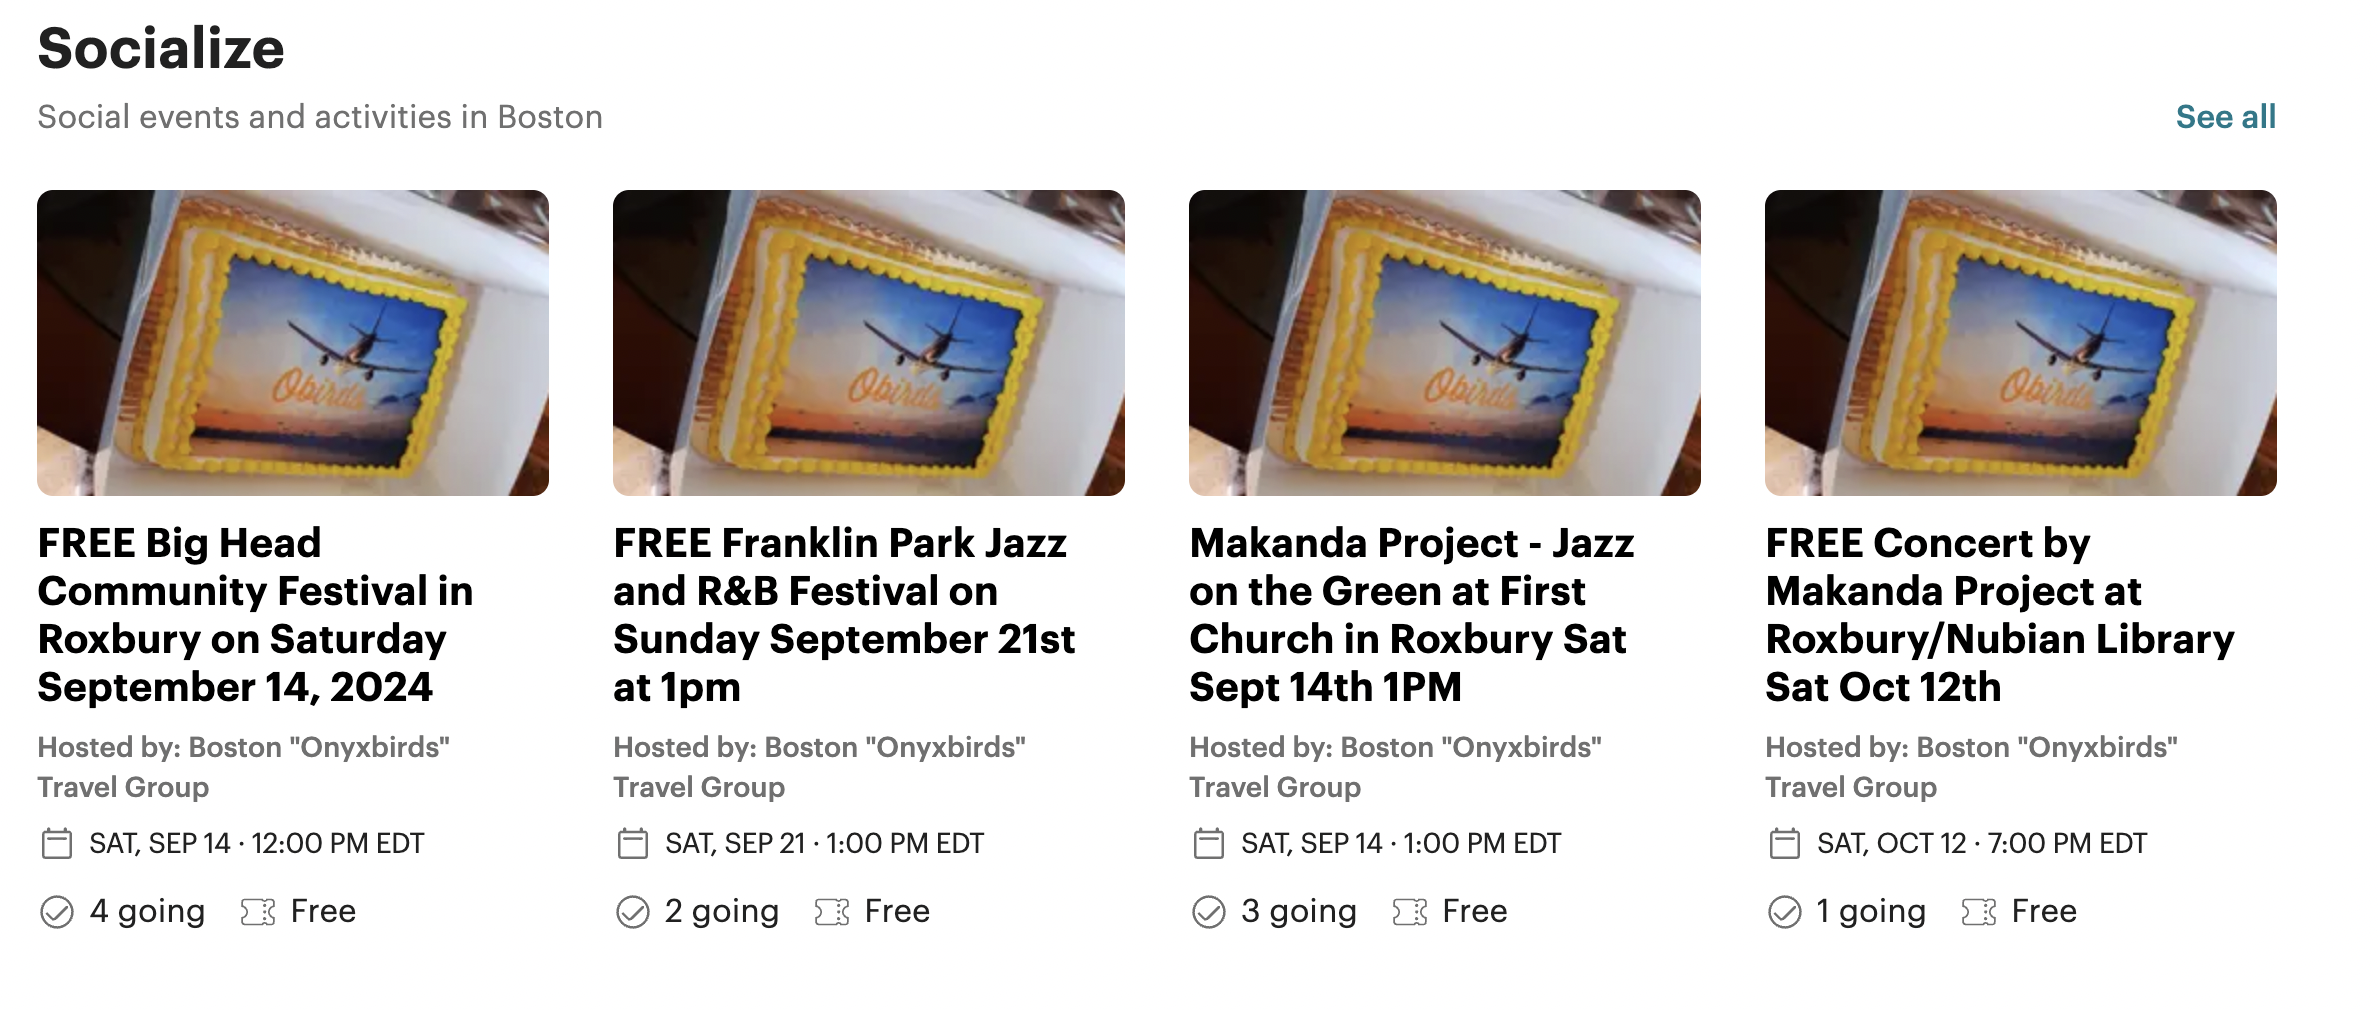 Socialize
Social events and activities in Boston
See all
Obirds
Obirds
Obirds
Obirds
FREE Big Head
Community Festival in
Roxbury on Saturday
September 14, 2024
Hosted by: Boston "Onyxbirds"
Travel Group
SAT, SEP 14 · 12:00 PM EDT
4 going
Free
FREE Franklin Park Jazz
and R&B Festival on
Sunday September 21st
at 1pm
Hosted by: Boston "Onyxbirds"
Travel Group
SAT, SEP 21 · 1:00 PM EDT
2 going
Free
Makanda Project - Jazz
on the Green at First
Church in Roxbury Sat
Sept 14th 1PM
Hosted by: Boston "Onyxbirds"
Travel Group
SAT, SEP 14 · 1:00 PM EDT
3 going
Free
FREE Concert by
Makanda Project at
Roxbury/Nubian Library
Sat Oct 12th
Hosted by: Boston "Onyxbirds"
Travel Group
SAT, OCT 12 · 7:00 PM EDT
1 going
Free